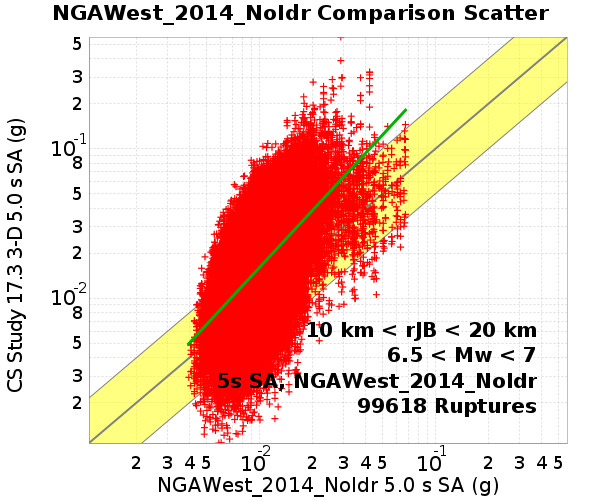 NGAWest_2014_NoIdr Comparison Scatter
CS Study 17.3 3-D 5.0 s SA (g)
5
3
2
10-1
8
5
3
2
10-2
8
5
3
2
10 km < rJB < 20 km
6.5 < Mw < 7
5s SA, NGAWest_2014_NoIdr
99618 Ruptures
2 3 4 5 10-2 2 3 4 5 10-1 2 3 4 5
NGAWest_2014_NoIdr 5.0 s SA (g)